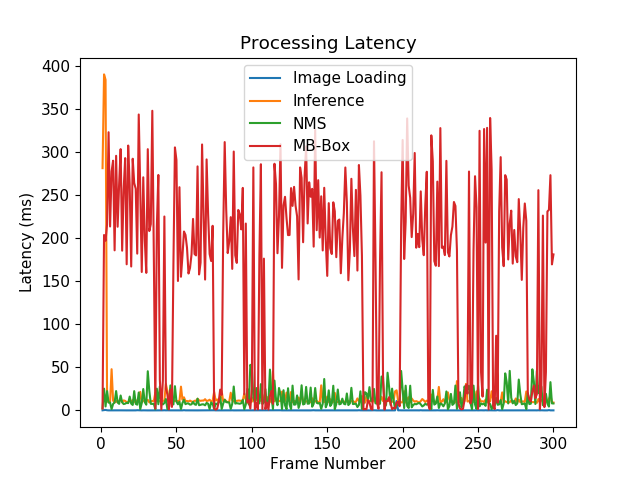 Processing Latency
Image Loading
Inference
NMS
MB-Box
Latency (ms)
400
350
300
250
200
150
100
50
0
0 50 100 150 200 250 300
Frame Number